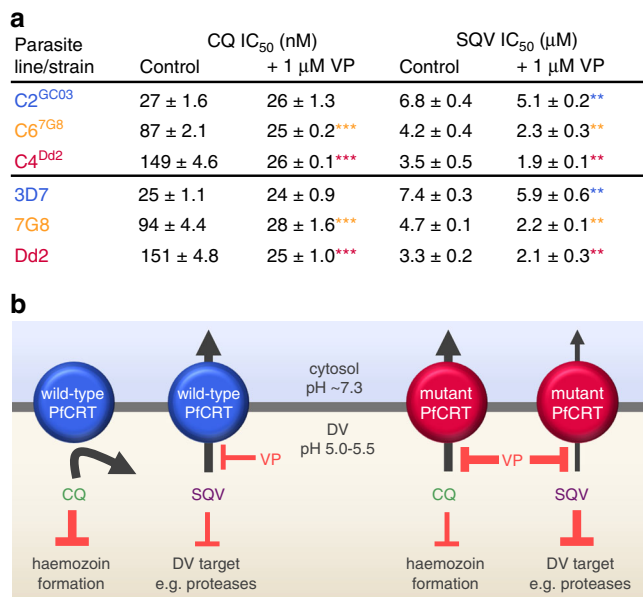 a
CQ IC50 (nM) SQV IC50 (μM)
Parasite
line/strain Control + 1 μM VP Control + 1 μM VP
C2GC03 27 ± 1.6 26 ± 1.3 6.8 ± 0.4 5.1 ± 0.2**
C67G8 87 ± 2.1 25 ± 0.2*** 4.2 ± 0.4 2.3 ± 0.3**
C4Dd2 149 ± 4.6 26 ± 0.1*** 3.5 ± 0.5 1.9 ± 0.1**
3D7 25 ± 1.1 24 ± 0.9 7.4 ± 0.3 5.9 ± 0.6**
7G8 94 ± 4.4 28 ± 1.6*** 4.7 ± 0.1 2.2 ± 0.1**
Dd2 151 ± 4.8 25 ± 1.0*** 3.3 ± 0.2 2.1 ± 0.3**
b
wild-type
PfCRT
wild-type
PfCRT
cytosol
pH ~7.3
mutant
PfCRT
mutant
PfCRT
DV
pH 5.0-5.5
VP
VP
CQ SQV CQ SQV
haemozoin
formation
DV target
e.g. proteases
haemozoin
formation
DV target
e.g. proteases